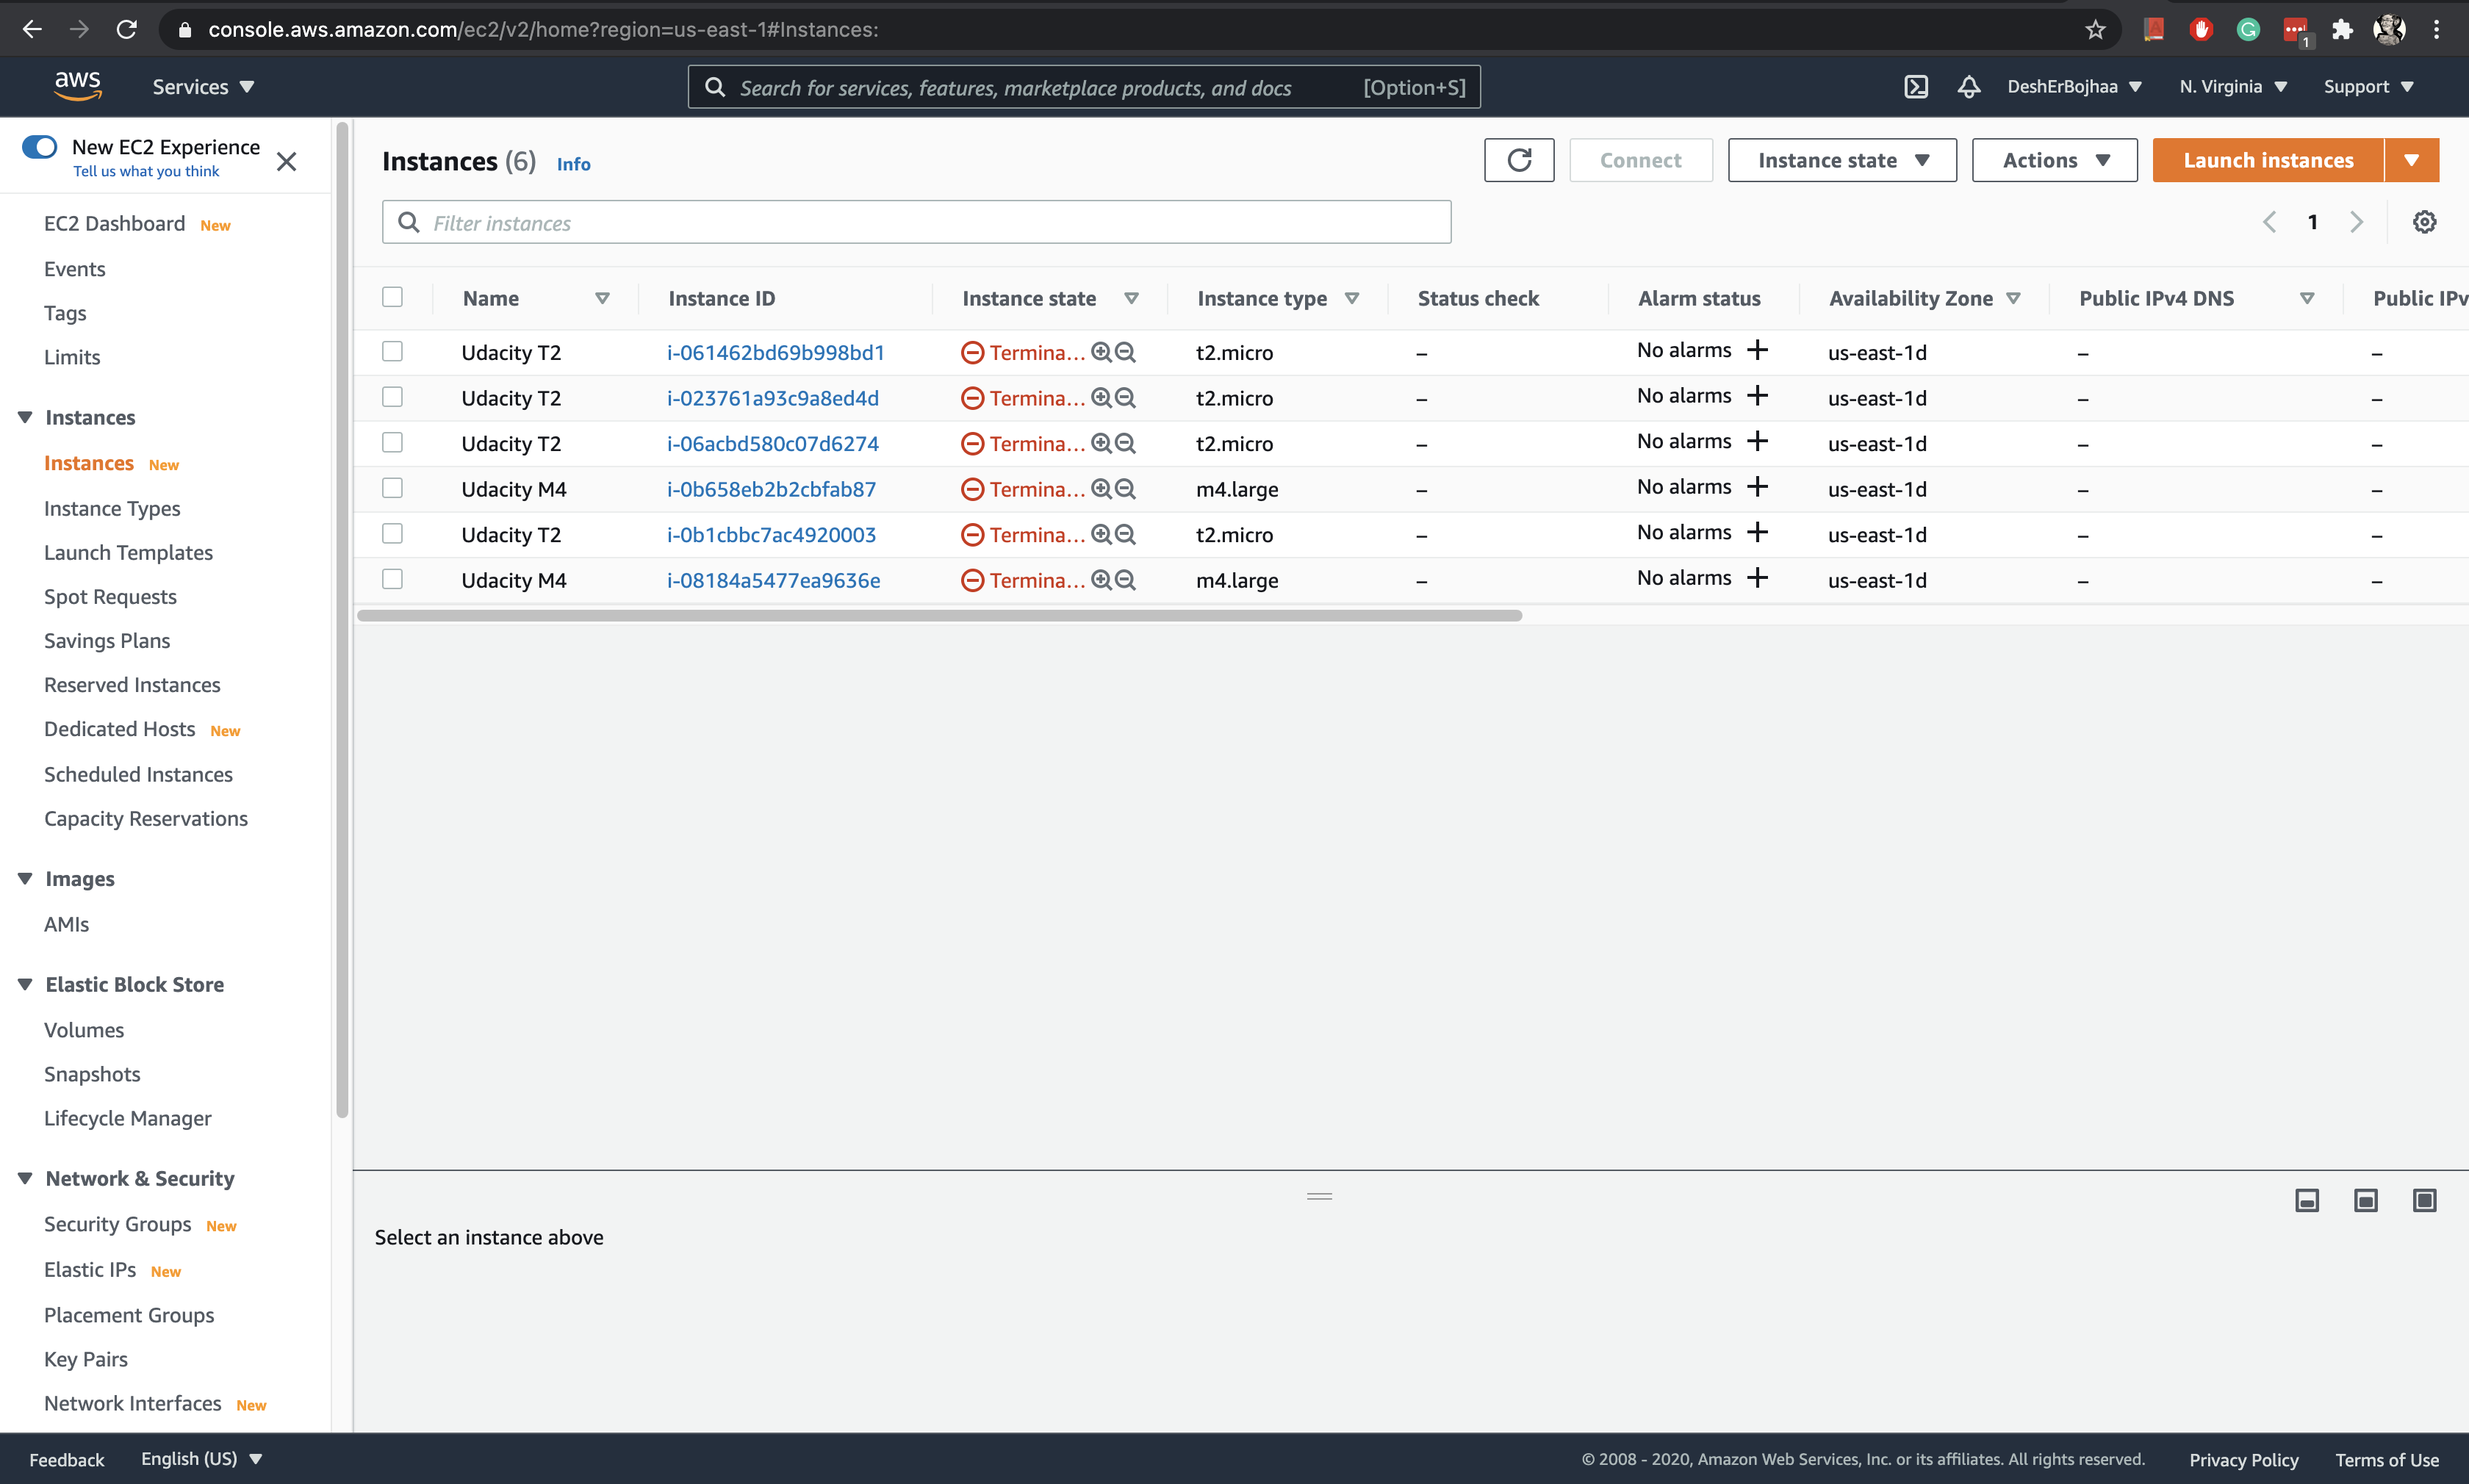 console.aws.amazon.com/ec2/v2/home?region=us-east-1#Instances:
1
aws Services Search for services, features, marketplace products, and docs [Option+S] DeshErBojhaa N. Virginia Support
New EC2 Experience
Tell us what you think
EC2 Dashboard New
Events
Tags
Limits
Instances
Instances New
Instance Types
Launch Templates
Spot Requests
Savings Plans
Reserved Instances
Dedicated Hosts New
Scheduled Instances
Capacity Reservations
Images
AMIs
Elastic Block Store
Volumes
Snapshots
Lifecycle Manager
Network & Security
Security Groups New
Elastic IPs New
Placement Groups
Key Pairs
Network Interfaces New
Instances (6) Info Connect Instance state Actions Launch instances
Filter instances 1
Name Instance ID Instance state Instance type Status check Alarm status Availability Zone Public IPv4 DNS Public IPv
Udacity T2 i-061462bd69b998bd1 Termina... t2.micro – No alarms + us-east-1d – –
Udacity T2 i-023761a93c9a8ed4d Termina... t2.micro – No alarms + us-east-1d – –
Udacity T2 i-06acbd580c07d6274 Termina... t2.micro – No alarms + us-east-1d – –
Udacity M4 i-0b658eb2b2cbfab87 Termina... m4.large – No alarms + us-east-1d – –
Udacity T2 i-0b1cbbc7ac4920003 Termina... t2.micro – No alarms + us-east-1d – –
Udacity M4 i-08184a5477ea9636e Termina... m4.large – No alarms + us-east-1d – –
Select an instance above
Feedback English (US) © 2008 - 2020, Amazon Web Services, Inc. or its affiliates. All rights reserved. Privacy Policy Terms of Use